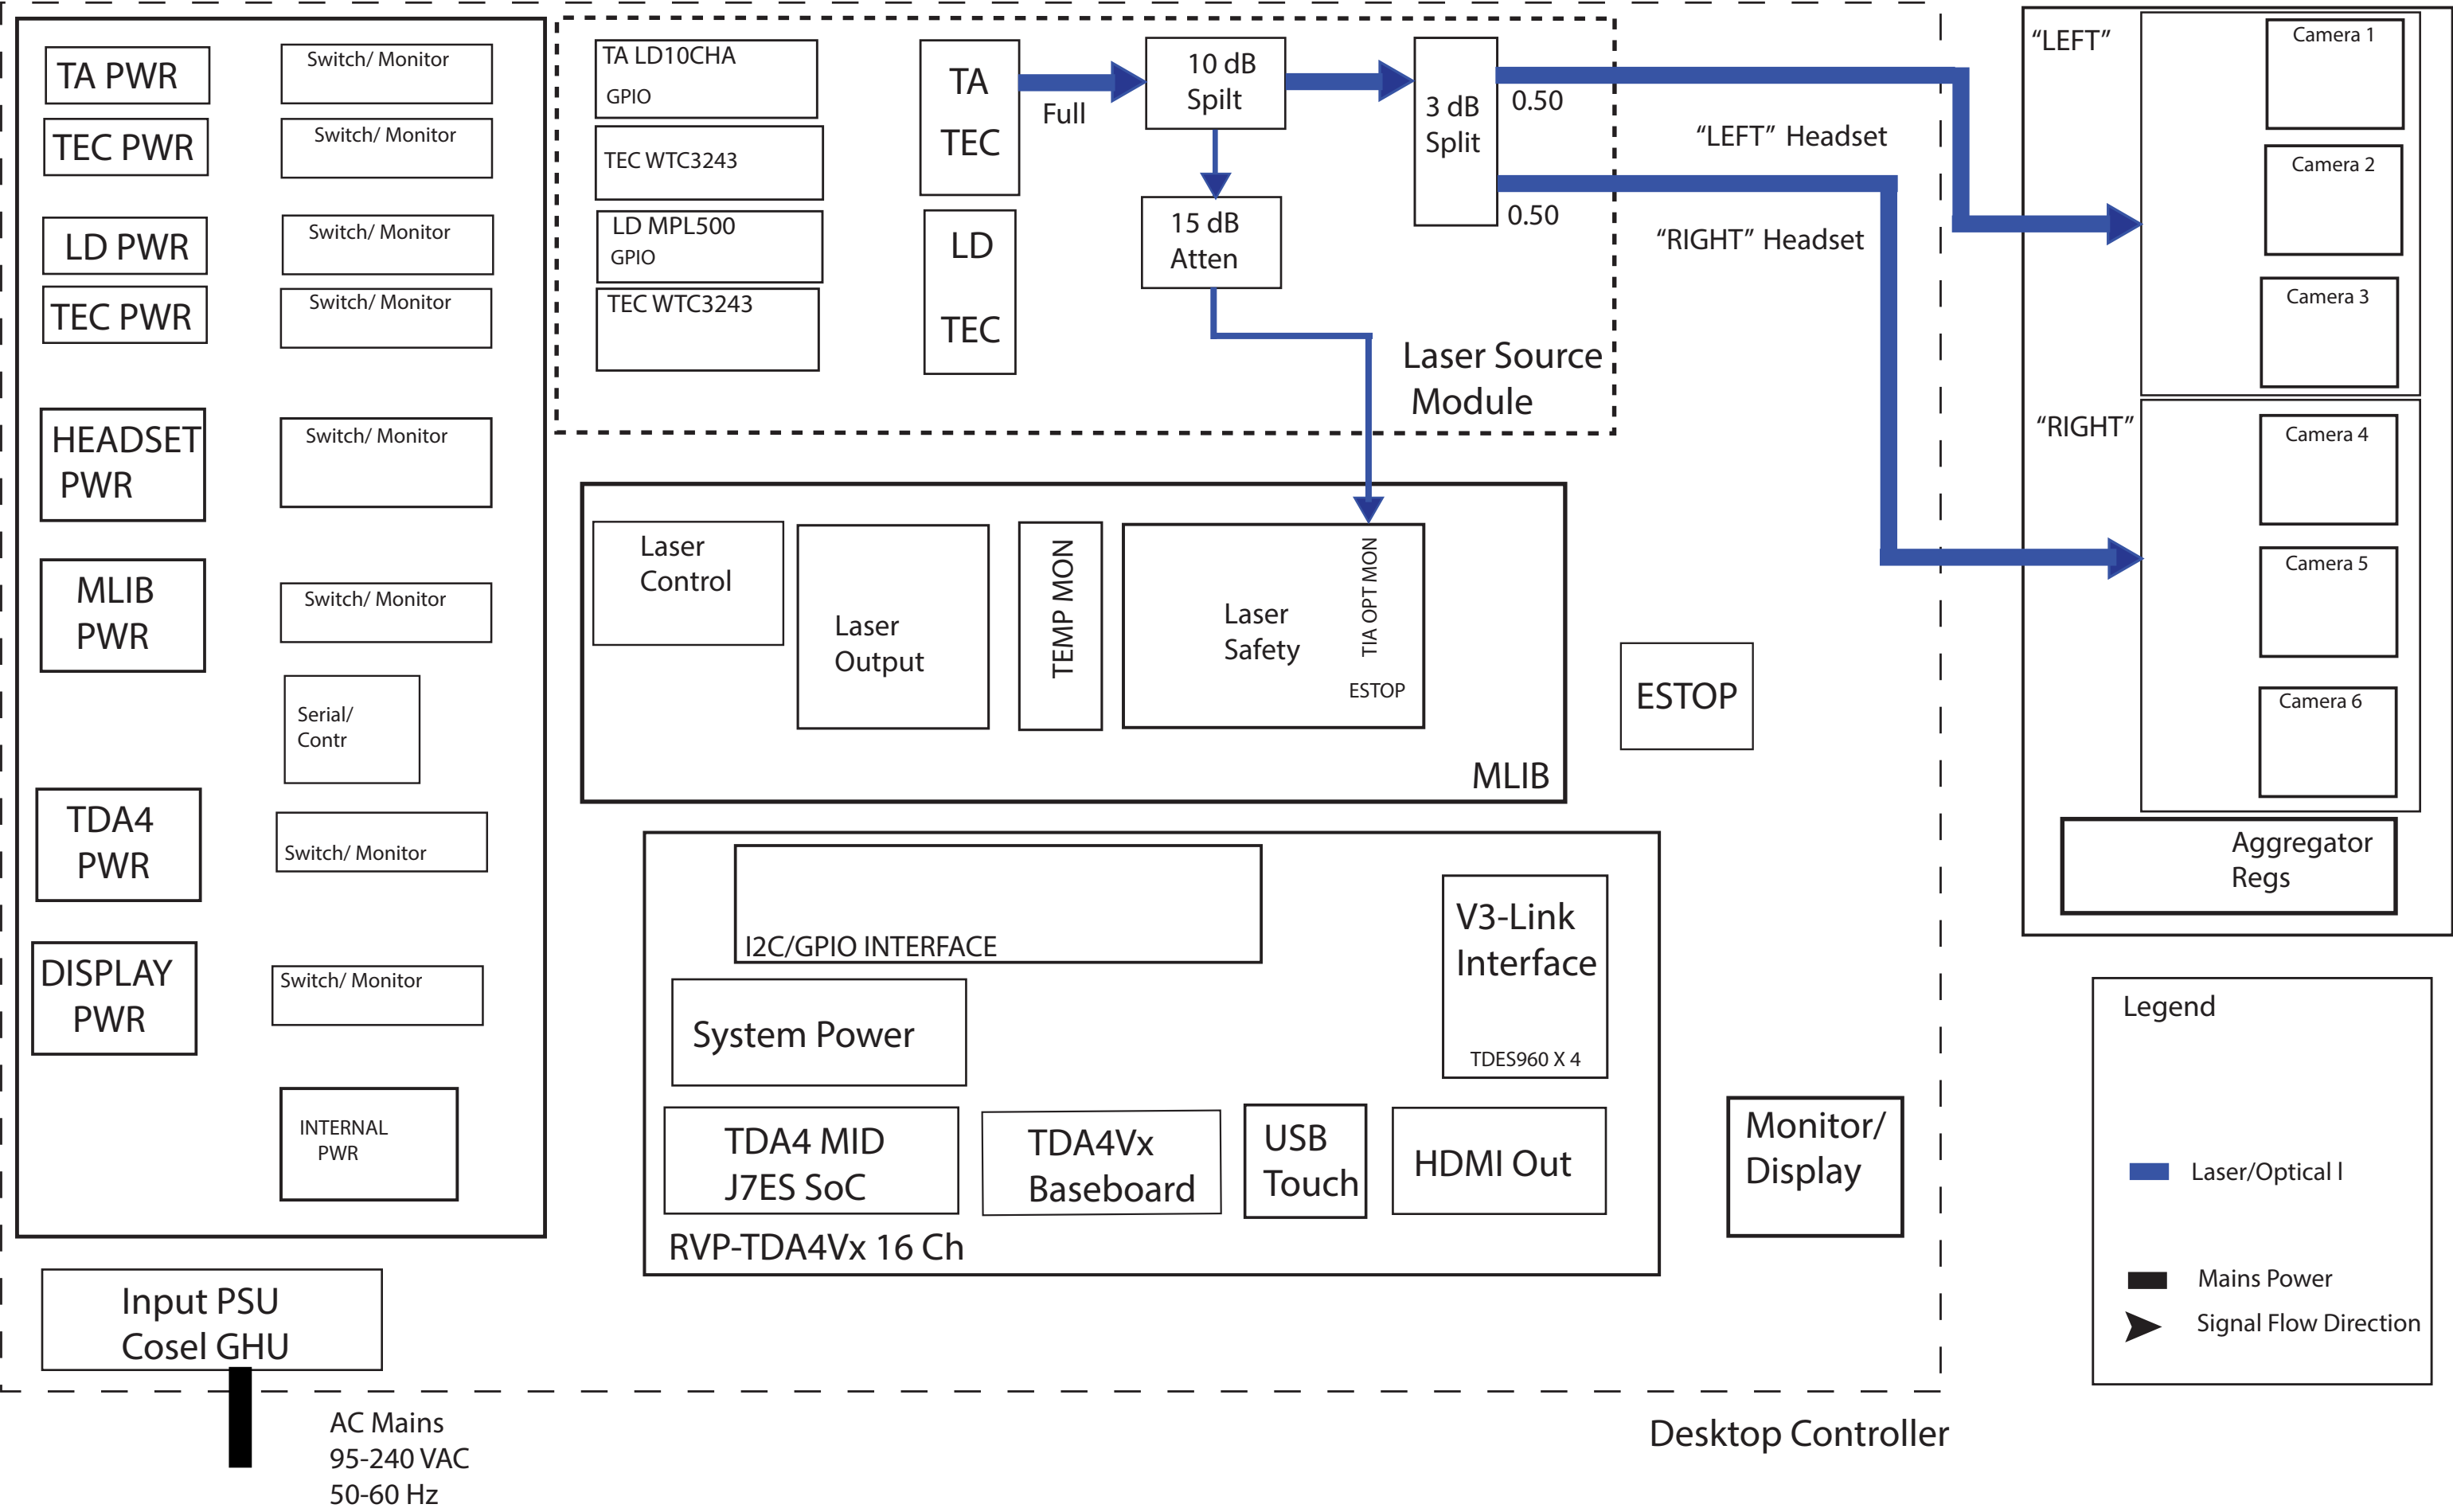 TA PWR
Switch/ Monitor
TEC PWR
Switch/ Monitor
LD PWR
Switch/ Monitor
TEC PWR
Switch/ Monitor
HEADSET
PWR
Switch/ Monitor
MLIB
PWR
Switch/ Monitor
Serial/
Contr
TDA4
PWR
Switch/ Monitor
DISPLAY
PWR
Switch/ Monitor
INTERNAL
PWR
Input PSU
Cosel GHU
AC Mains
95-240 VAC
50-60 Hz
TA LD10CHA
GPIO
TEC WTC3243
LD MPL500
GPIO
TEC WTC3243
TA
TEC
LD
TEC
Full
10 dB
Spilt
15 dB
Atten
3 dB
Split
0.50
0.50
Laser Source
Module
"LEFT" Headset
"RIGHT" Headset
Laser
Control
Laser
Output
TEMP MON
Laser
Safety
TIA OPT MON
ESTOP
MLIB
ESTOP
I2C/GPIO INTERFACE
V3-Link
Interface
TDES960 X 4
System Power
TDA4 MID
J7ES SoC
TDA4Vx
Baseboard
USB
Touch
HDMI Out
RVP-TDA4Vx 16 Ch
Monitor/
Display
Desktop Controller
“LEFT”
Camera 1
Camera 2
Camera 3
“RIGHT”
Camera 4
Camera 5
Camera 6
Aggregator
Regs
Legend
Laser/Optical l
Mains Power
Signal Flow Direction